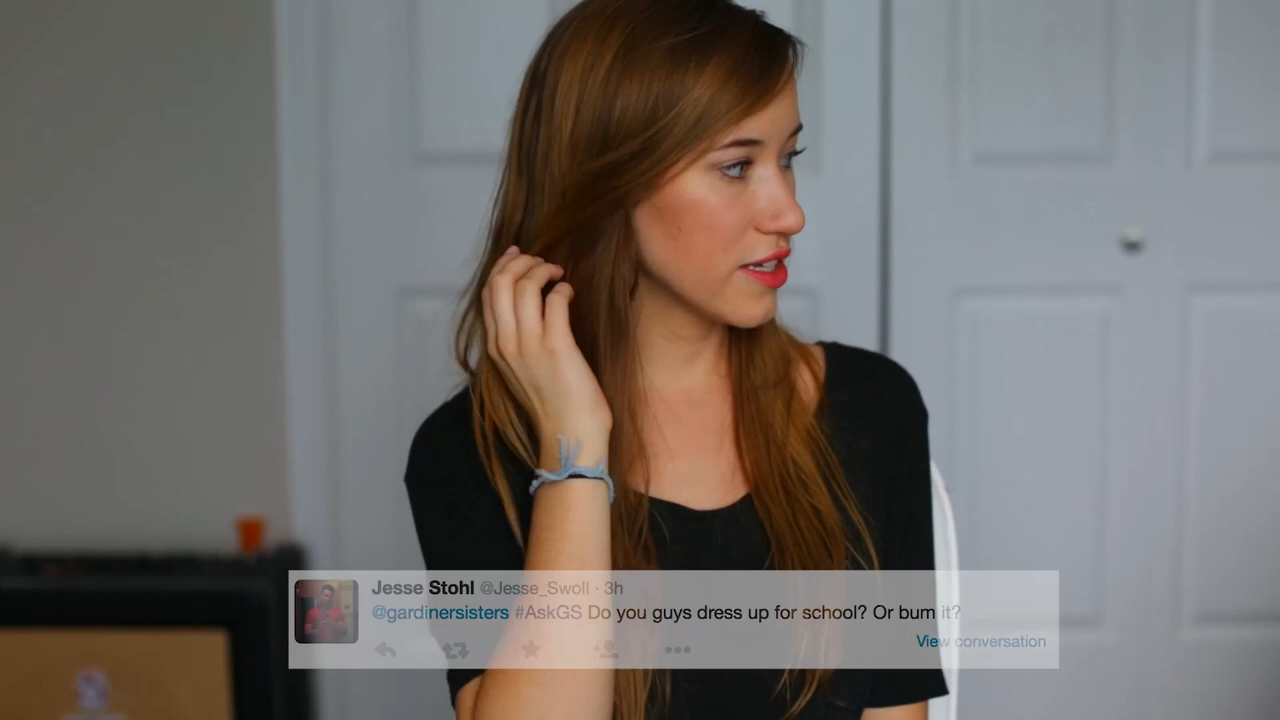 Jesse Stohl @Jesse_Swoll · 3h
@gardinersisters #AskGS Do you guys dress up for school? Or bum it?
View conversation